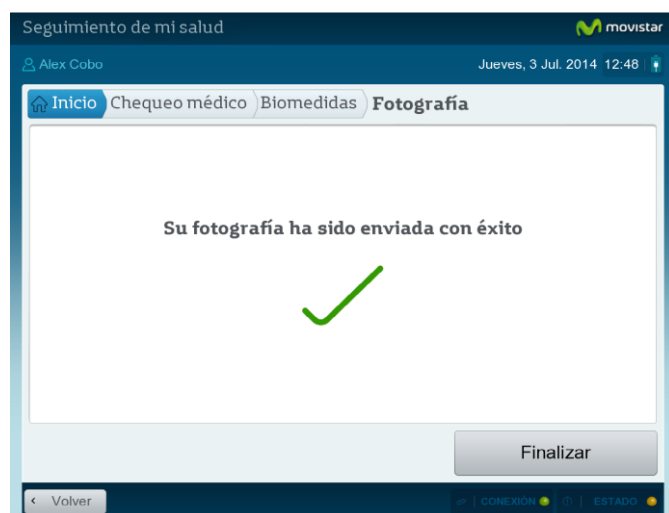 Seguimiento de mi salud
movistar
Alex Cobo
Jueves, 3 Jul. 2014 12:48
Inicio Chequeo médico Biomedidas Fotografía
Su fotografía ha sido enviada con éxito
Finalizar
Volver
CONEXIÓN | ESTADO